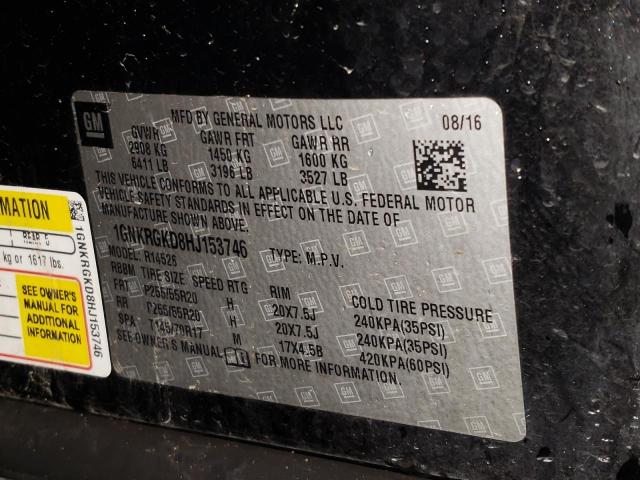 GM
MFD BY GENERAL MOTORS LLC
08/16
GVWR GAWR FRT GAWR RR
2908 KG 1450 KG 1600 KG
6411 LB 3196 LB 3527 LB
THIS VEHICLE CONFORMS TO ALL APPLICABLE U.S. FEDERAL MOTOR
VEHICLE SAFETY STANDARDS IN EFFECT ON THE DATE OF
MANUFACTURE SHOWN ABOVE.
1GNKRGKD8HJ153746 TYPE: M.P.V.
MODEL: R14526
RBBM TIRE SIZE SPEED RTG RIM COLD TIRE PRESSURE
FRT P255/55R20 H 20X7.5J 240KPA(35PSI)
RR P255/55R20 H 20X7.5J 240KPA(35PSI)
SPA T145/70R17 M 17X4.5B 420KPA(60PSI)
SEE OWNER'S MANUAL FOR MORE INFORMATION.
RMATION
REAR 5
kg or 1617 lbs.
SEE OWNER'S
MANUAL FOR
ADDITIONAL
INFORMATION
1GNKRGKD8HJ153746